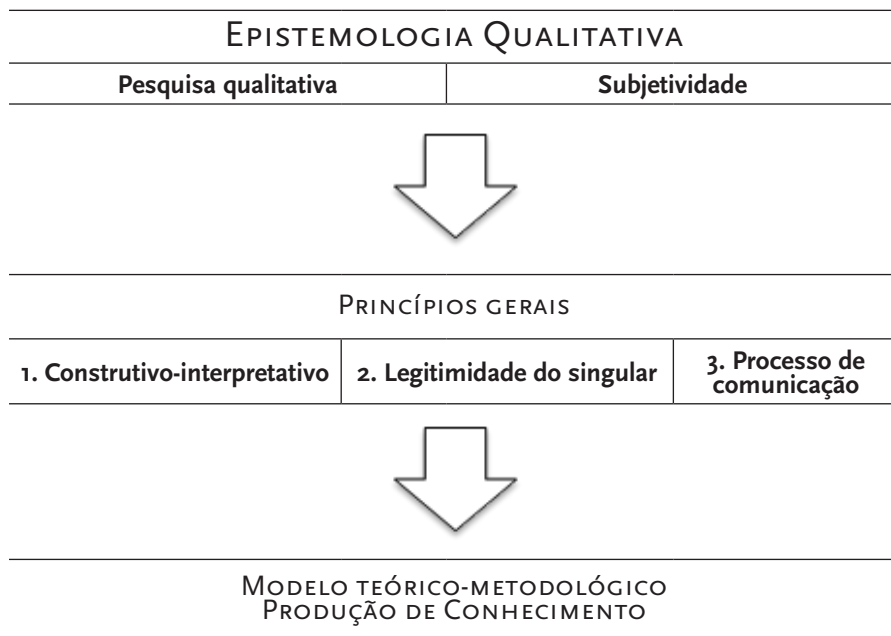 Epistemologia Qualitativa
Pesquisa qualitativa Subjetividade
Princípios gerais
1. Construtivo-interpretativo 2. Legitimidade do singular 3. Processo de comunicação
Modelo teórico-metodológico
Produção de Conhecimento